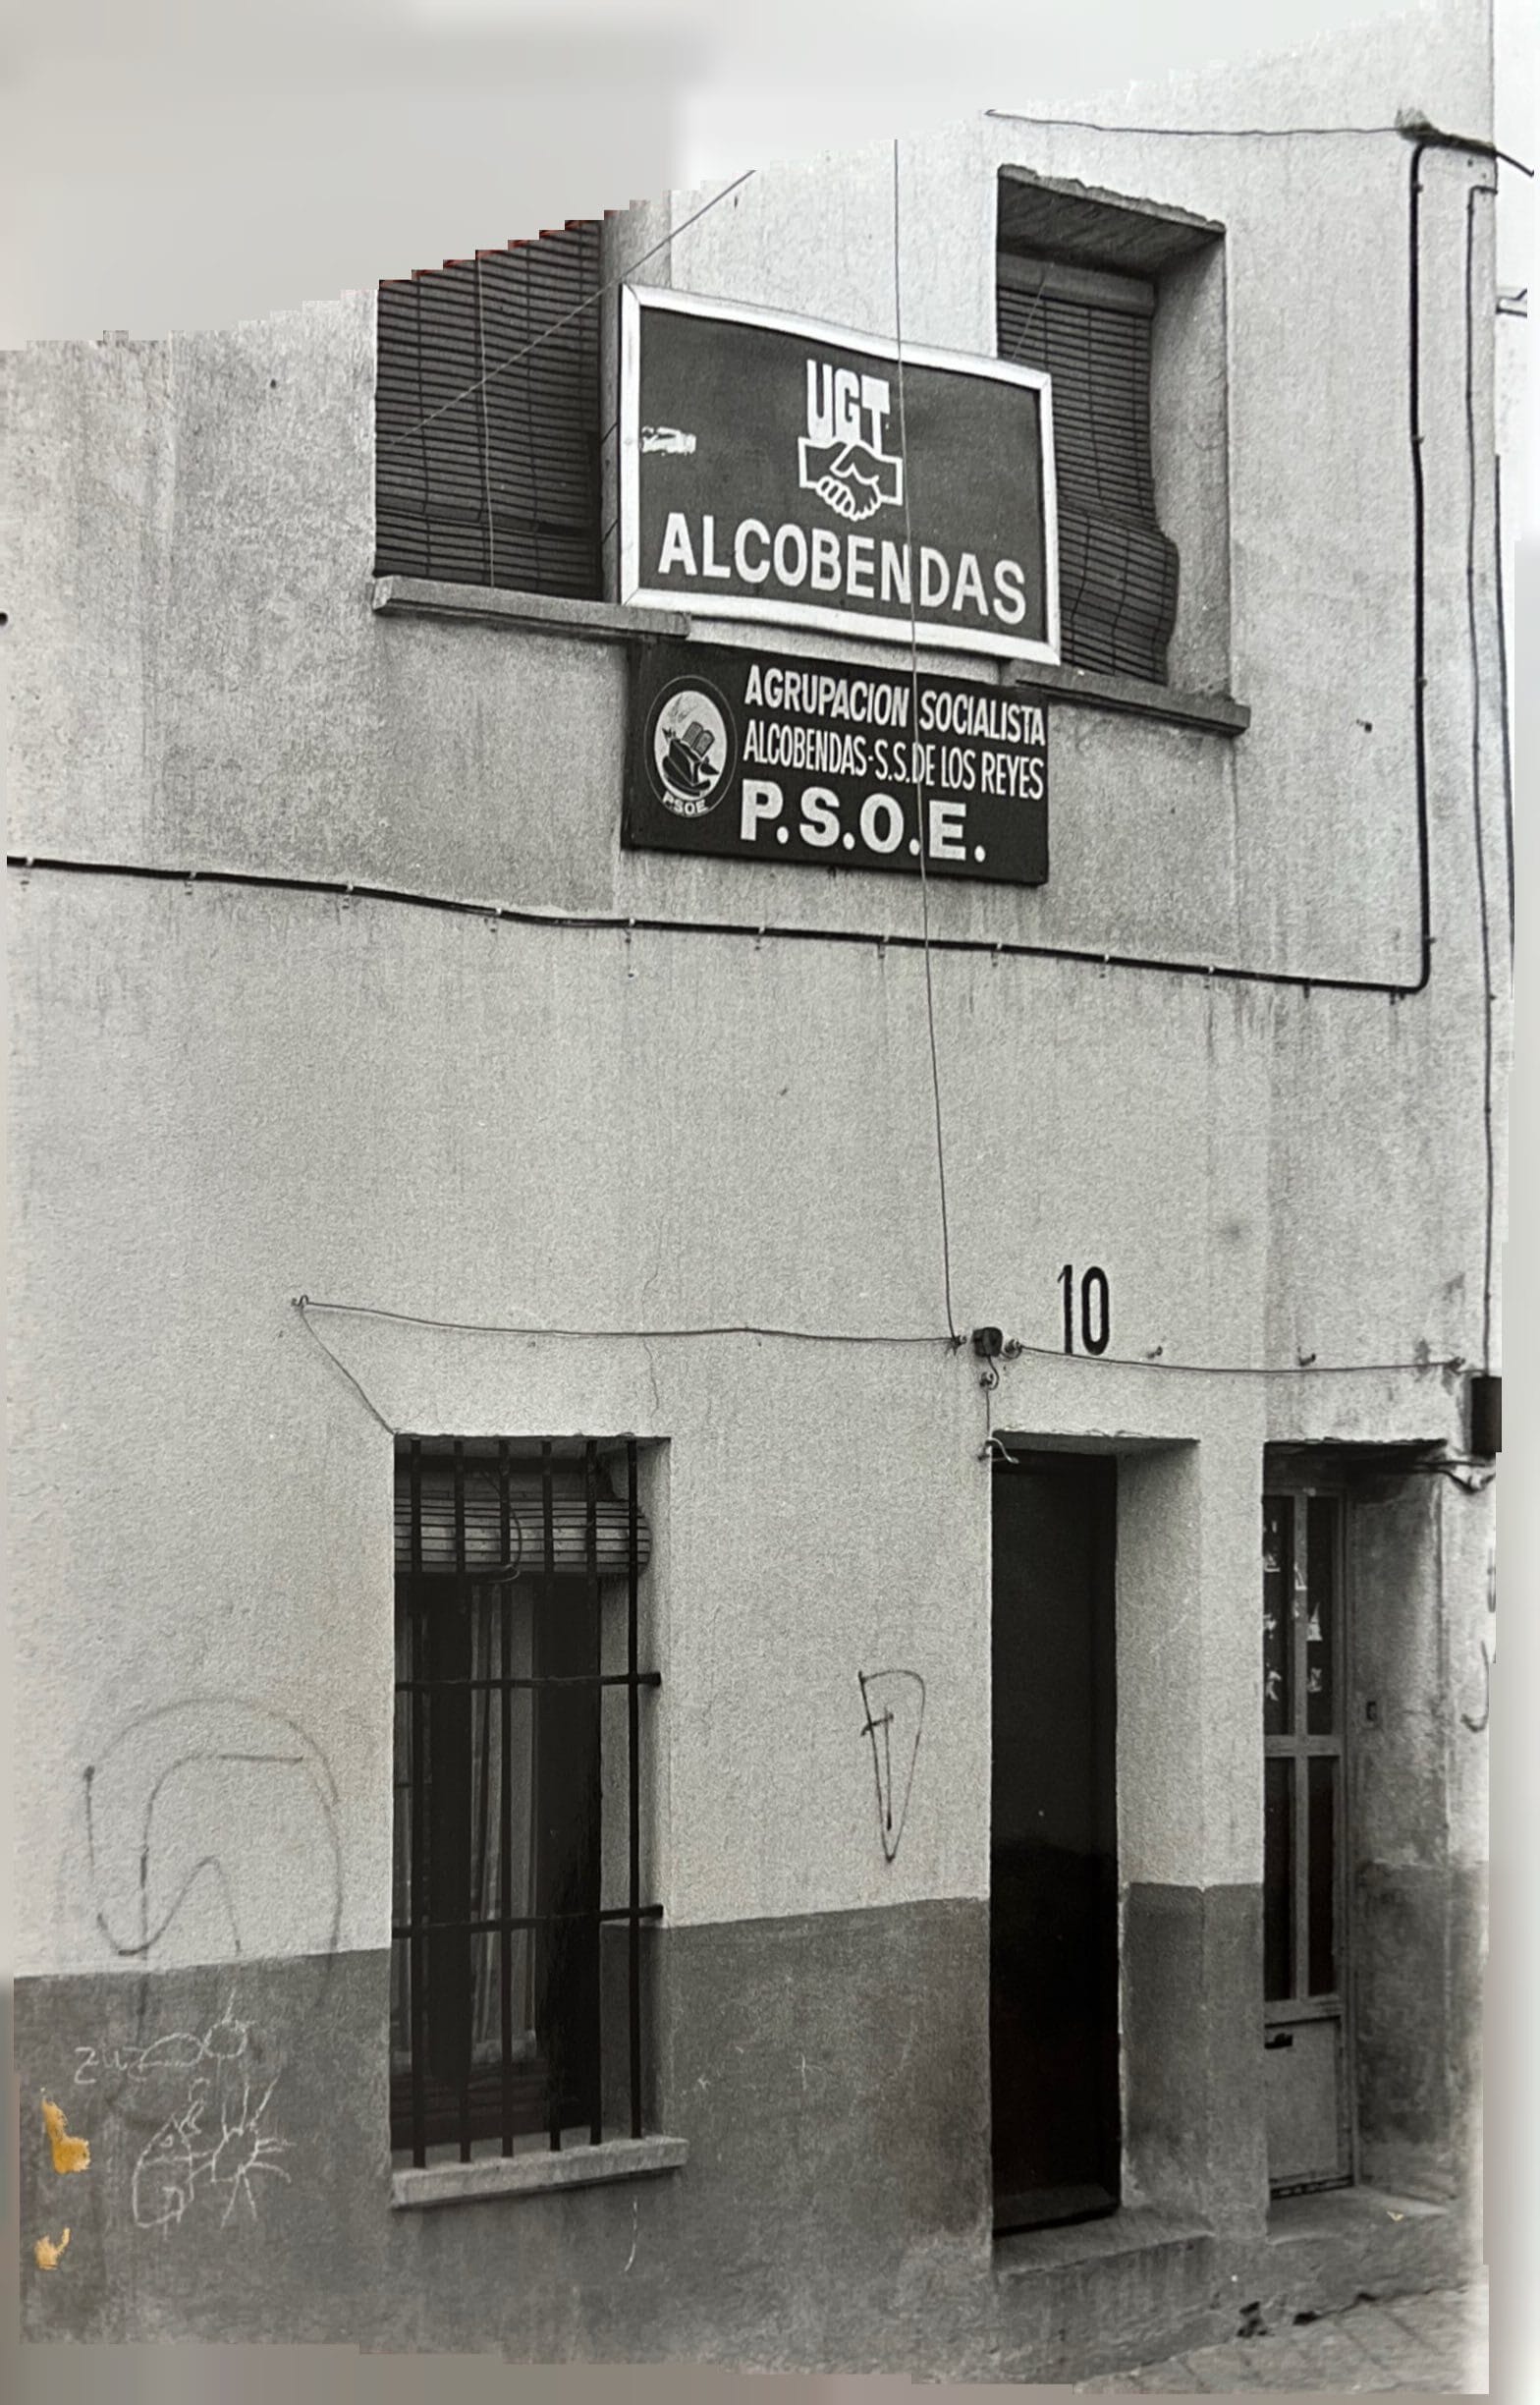 UGT
ALCOBENDAS
AGRUPACION SOCIALISTA
ALCOBENDAS-S.S.DE LOS REYES
P.S.O.E.
PSOE
10